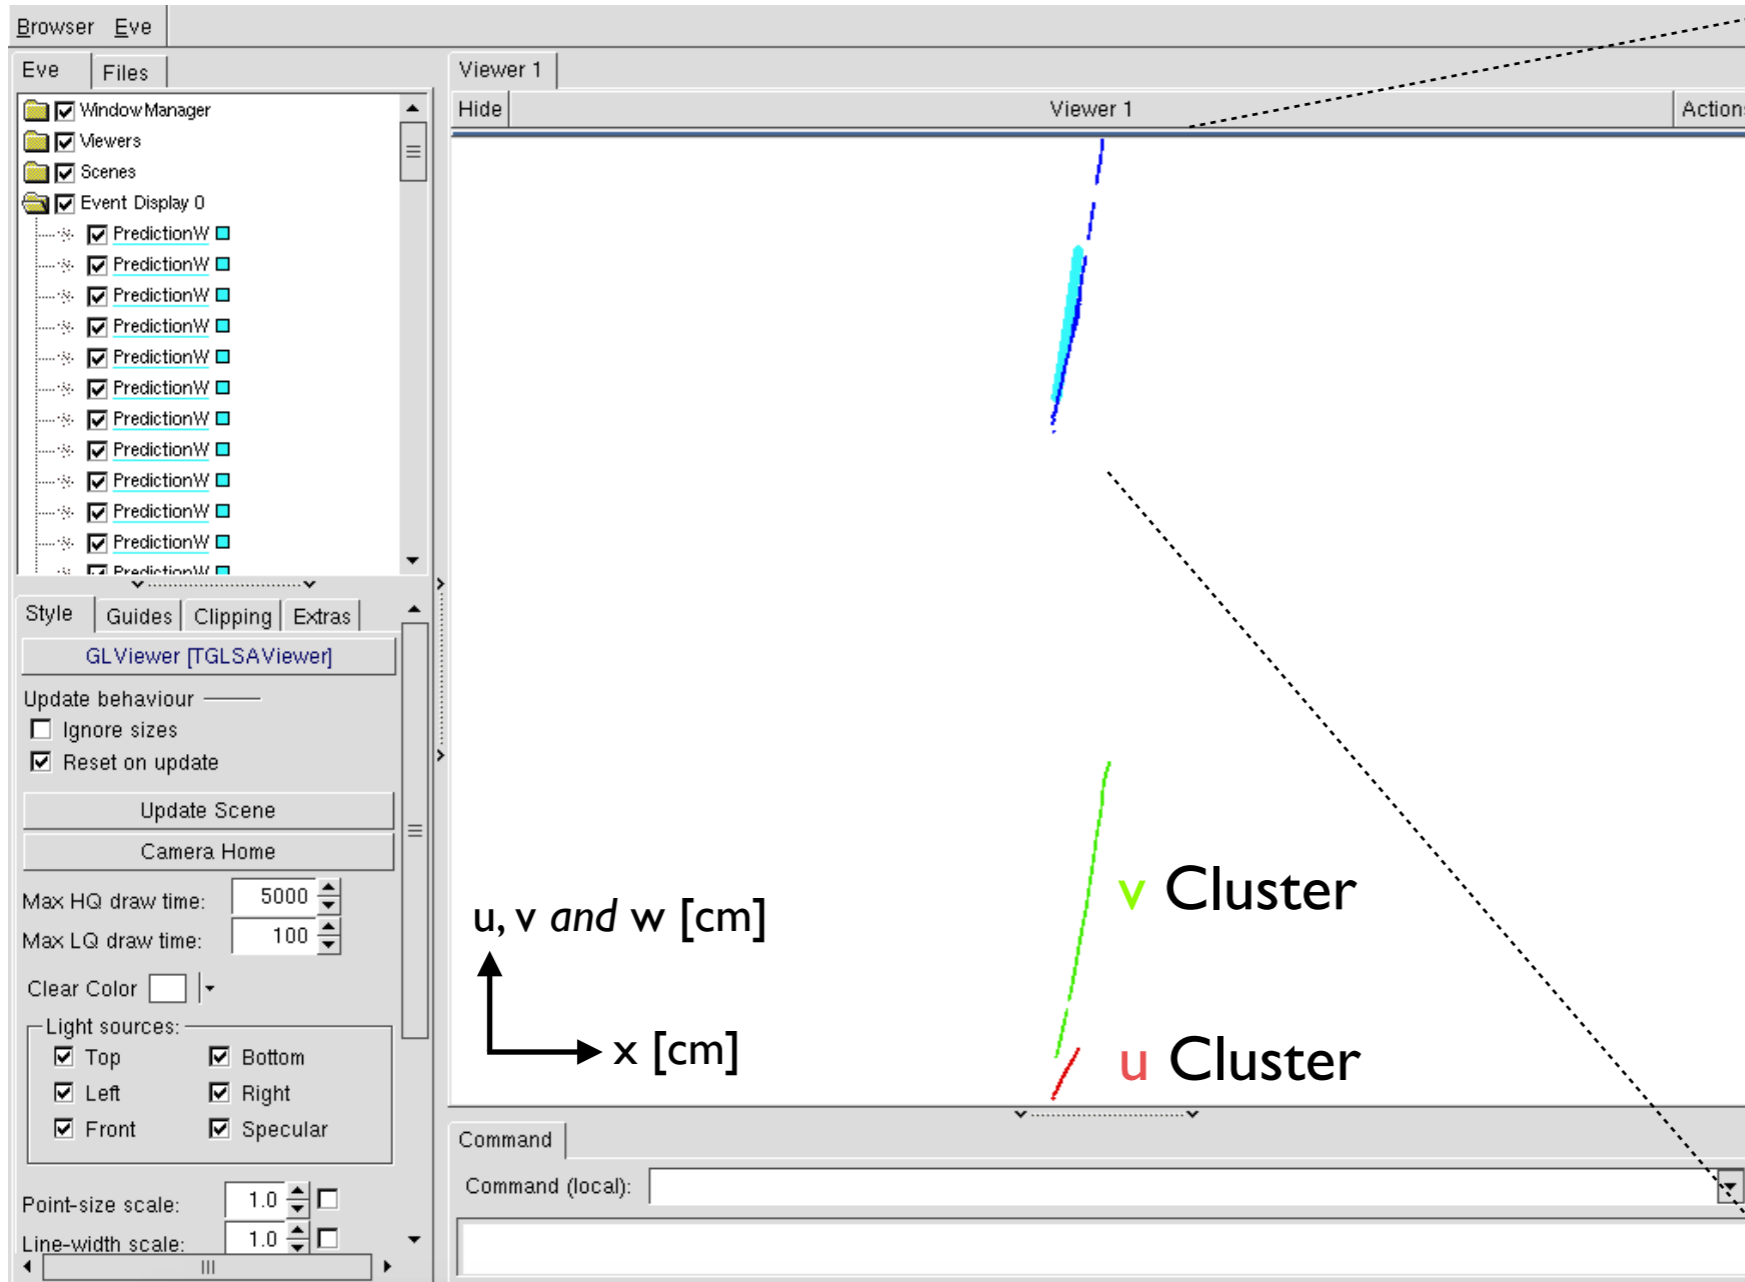 Browser Eve
Eve Files
WindowManager
Viewers
Scenes
Event Display 0
PredictionW
PredictionW
PredictionW
PredictionW
PredictionW
PredictionW
PredictionW
PredictionW
PredictionW
PredictionW
PredictionW
PredictionW
Style Guides Clipping Extras
GLViewer [TGLSAViewer]
Update behaviour
Ignore sizes
Reset on update
Update Scene
Camera Home
Max HQ draw time: 5000
Max LQ draw time: 100
Clear Color
Light sources:
Top Bottom
Left Right
Front Specular
Point-size scale: 1.0
Line-width scale: 1.0
Viewer 1
Hide Viewer 1 Actions
v Cluster
u, v and w [cm]
x [cm]
u Cluster
Command
Command (local):